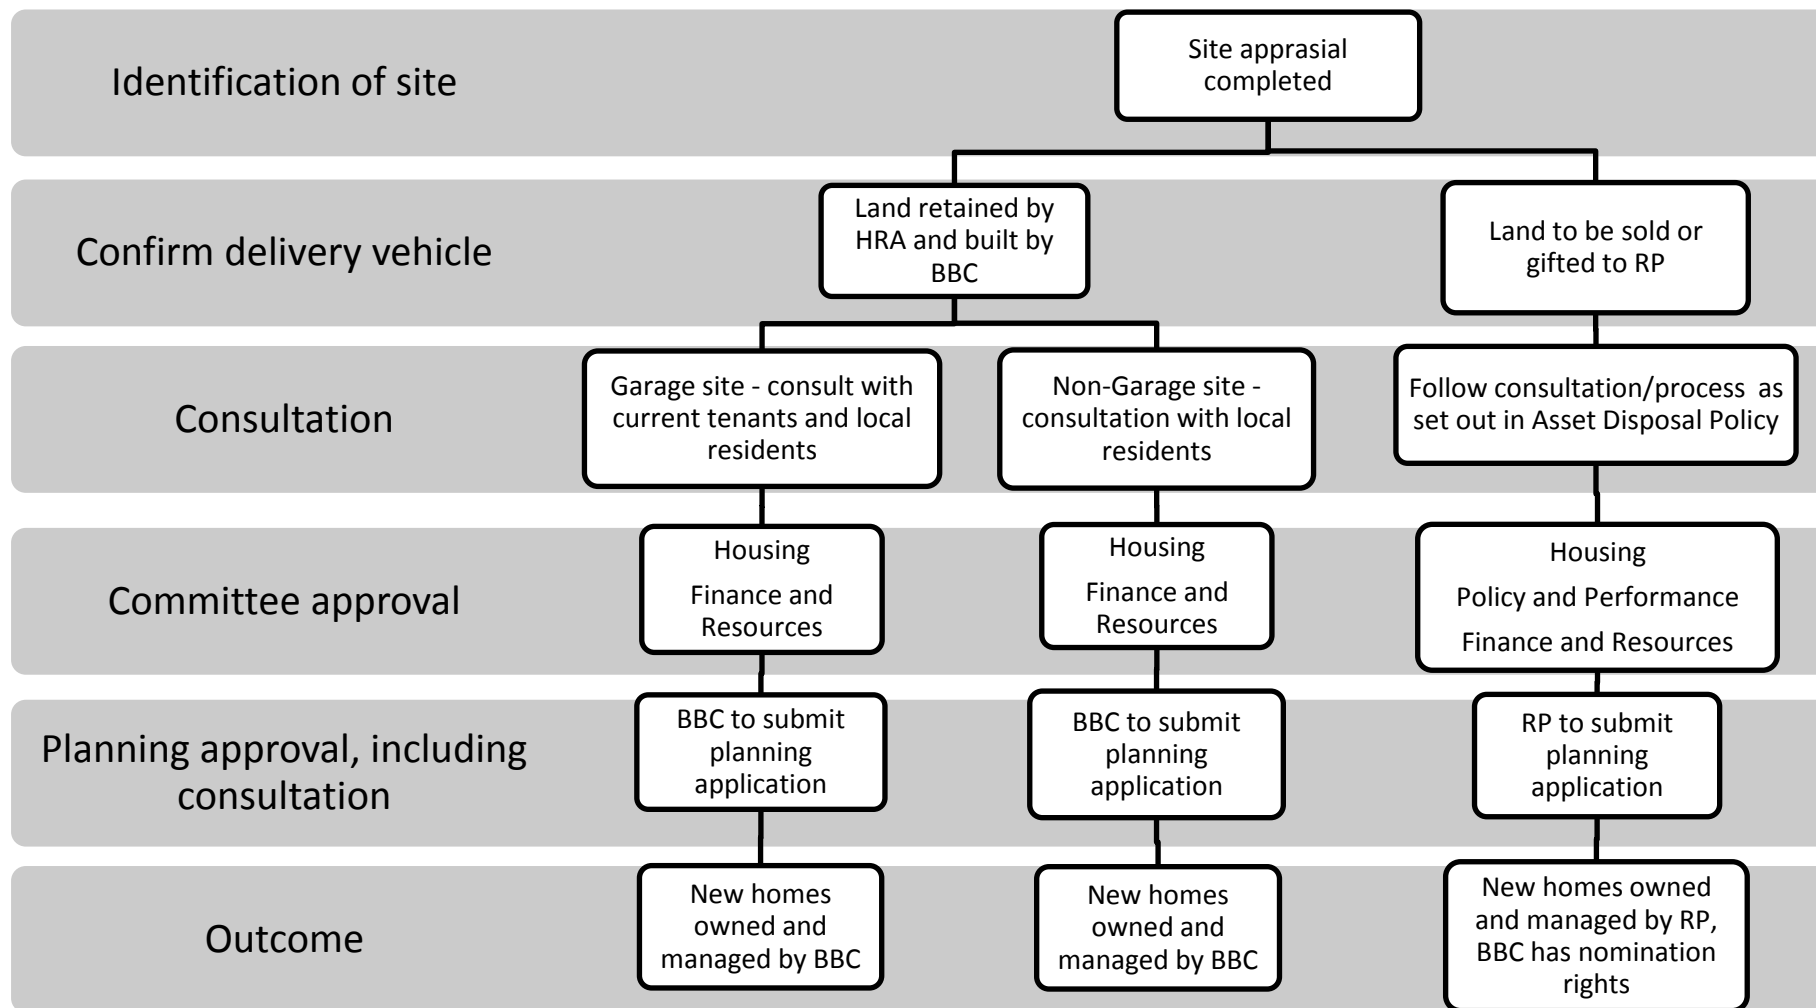 Identification of site
Site apprasial
completed
Confirm delivery vehicle
Land retained by
HRA and built by
BBC
Land to be sold or
gifted to RP
Consultation
Garage site - consult with
current tenants and local
residents
Non-Garage site -
consultation with local
residents
Follow consultation/process as
set out in Asset Disposal Policy
Committee approval
Housing
Finance and
Resources
Housing
Finance and
Resources
Housing
Policy and Performance
Finance and Resources
Planning approval, including
consultation
BBC to submit
planning
application
BBC to submit
planning
application
RP to submit
planning
application
Outcome
New homes
owned and
managed by BBC
New homes
owned and
managed by BBC
New homes owned
and managed by RP,
BBC has nomination
rights